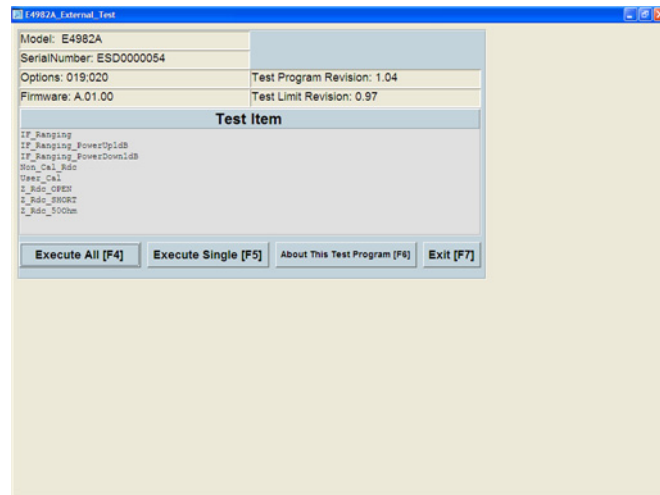 E4982A_External_Test
Model: E4982A
SerialNumber: ESD0000054
Options: 019;020
Test Program Revision: 1.04
Firmware: A.01.00
Test Limit Revision: 0.97
Test Item
IF_Ranging
IF_Ranging_PowerUp1dB
IF_Ranging_PowerDown1dB
Non_Cal_Rdc
User_Cal
Z_Rdc_OPEN
Z_Rdc_SHORT
Z_Rdc_50Ohm
Execute All [F4]
Execute Single [F5]
About This Test Program [F6]
Exit [F7]